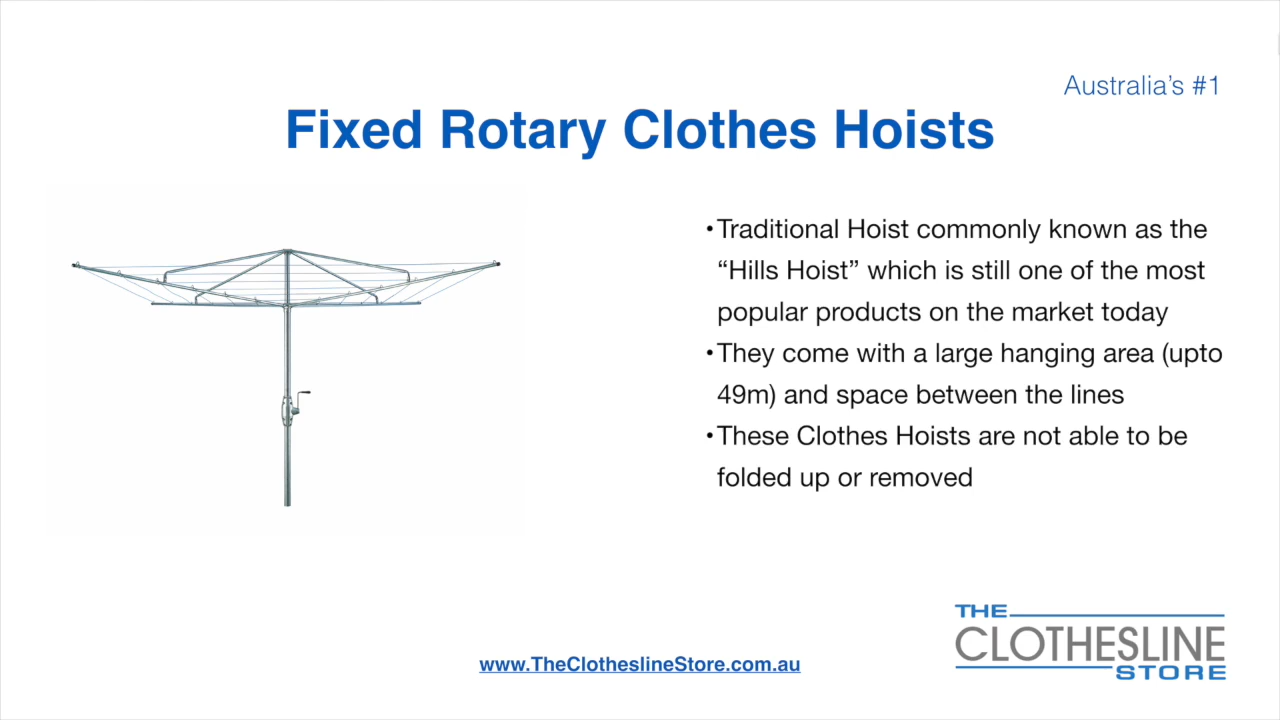 Australia's #1
Fixed Rotary Clothes Hoists
•Traditional Hoist commonly known as the
“Hills Hoist” which is still one of the most
popular products on the market today
•They come with a large hanging area (upto
49m) and space between the lines
•These Clothes Hoists are not able to be
folded up or removed
www.TheClotheslineStore.com.au
THE
CLOTHESLINE
STORE